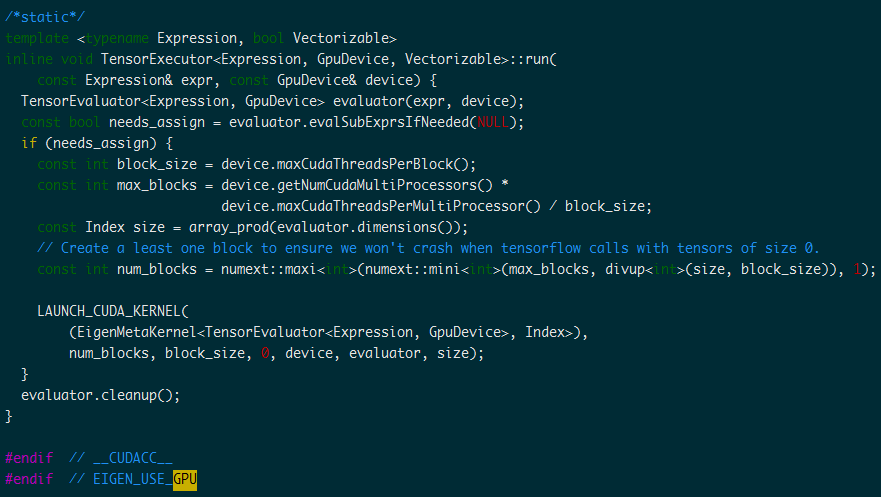 /*static*/
template <typename Expression, bool Vectorizable>
inline void TensorExecutor<Expression, GpuDevice, Vectorizable>::run(
    const Expression& expr, const GpuDevice& device) {
  TensorEvaluator<Expression, GpuDevice> evaluator(expr, device);
  const bool needs_assign = evaluator.evalSubExprsIfNeeded(NULL);
  if (needs_assign) {
    const int block_size = device.maxCudaThreadsPerBlock();
    const int max_blocks = device.getNumCudaMultiProcessors() *
                           device.maxCudaThreadsPerMultiProcessor() / block_size;
    const Index size = array_prod(evaluator.dimensions());
    // Create a least one block to ensure we won't crash when tensorflow calls with tensors of size 0.
    const int num_blocks = numext::maxi<int>(numext::mini<int>(max_blocks, divup<int>(size, block_size)), 1);

    LAUNCH_CUDA_KERNEL(
        (EigenMetaKernel<TensorEvaluator<Expression, GpuDevice>, Index>),
        num_blocks, block_size, 0, device, evaluator, size);
  }
  evaluator.cleanup();
}

#endif  // __CUDACC__
#endif  // EIGEN_USE_GPU